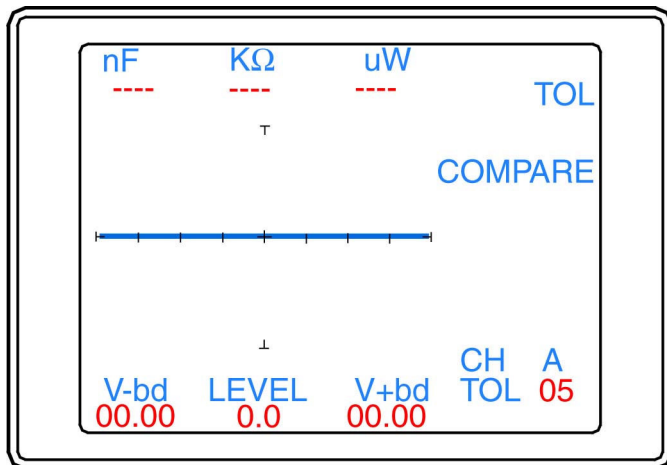 nF KΩ uW
---- ---- ---- TOL
COMPARE
CH A
V-bd LEVEL V+bd TOL 05
00.00 0.0 00.00